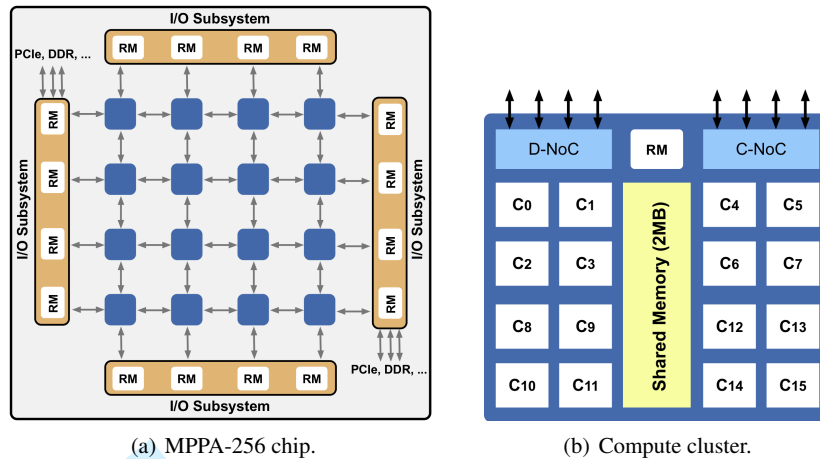 I/O Subsystem
RM RM RM RM
PCIe, DDR, ...
I/O Subsystem
RM
RM
RM
RM
RM
RM
RM
RM
I/O Subsystem
PCIe, DDR, ...
RM RM RM RM
I/O Subsystem
(a) MPPA-256 chip.
D-NoC RM C-NoC
C0 C1 C4 C5
C2 C3 C6 C7
C8 C9 C12 C13
C10 C11 C14 C15
Shared Memory (2MB)
(b) Compute cluster.